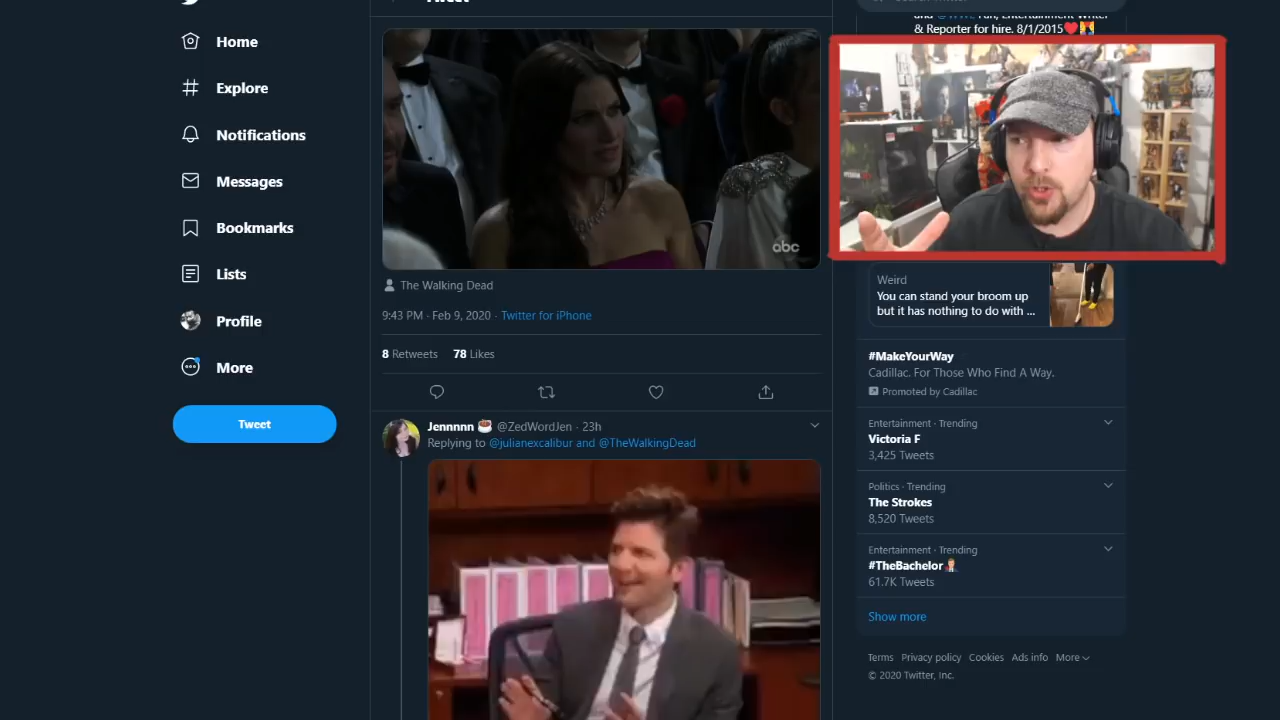 Tweet
Home
Explore
Notifications
Messages
Bookmarks
Lists
Profile
More
Tweet
abc
The Walking Dead
9:43 PM · Feb 9, 2020 · Twitter for iPhone
8 Retweets 78 Likes
Jennnnn @ZedWordJen · 23h
Replying to @julianexcalibur and @TheWalkingDead
and @WWE Fan, Entertainment Writer
& Reporter for hire. 8/1/2015
Weird
You can stand your broom up
but it has nothing to do with ...
#MakeYourWay
Cadillac. For Those Who Find A Way.
Promoted by Cadillac
Entertainment · Trending
Victoria F
3,425 Tweets
Politics · Trending
The Strokes
8,520 Tweets
Entertainment · Trending
#TheBachelor
61.7K Tweets
Show more
Terms Privacy policy Cookies Ads info More
© 2020 Twitter, Inc.